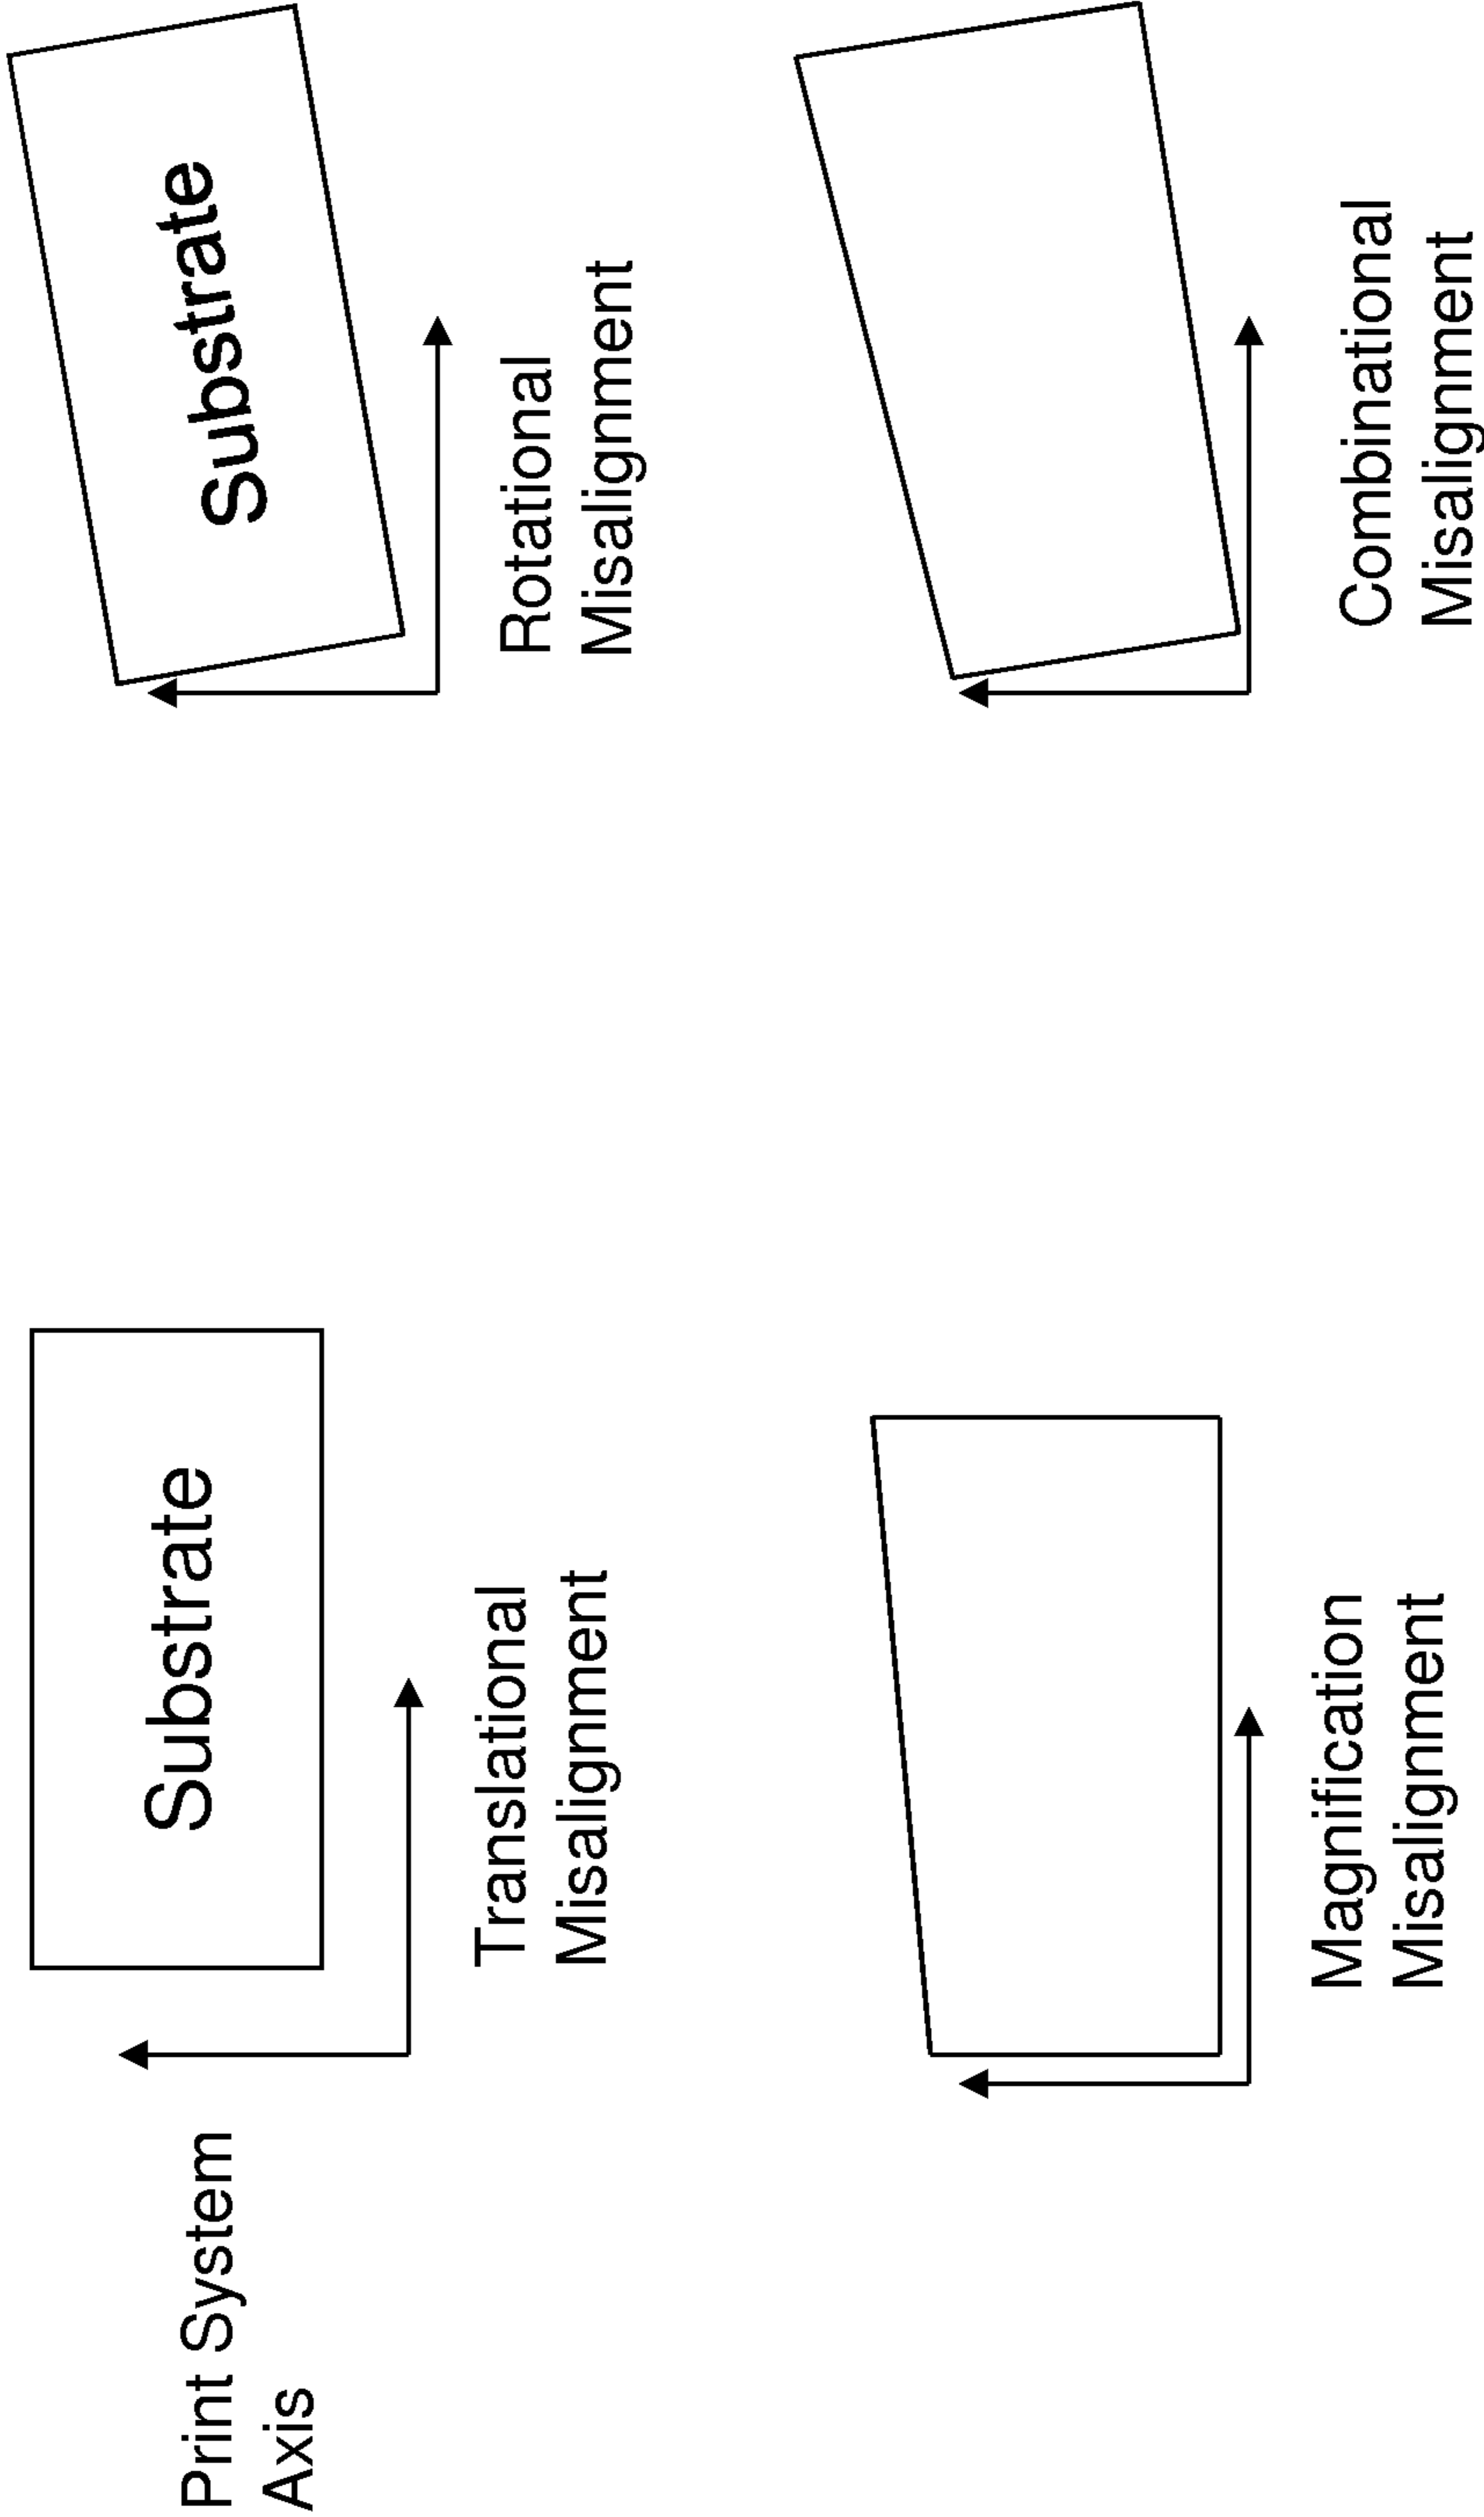 Print System
Axis
Substrate
Translational
Misalignment
Substrate
Rotational
Misalignment
Magnification
Misalignment
Combinational
Misalignment